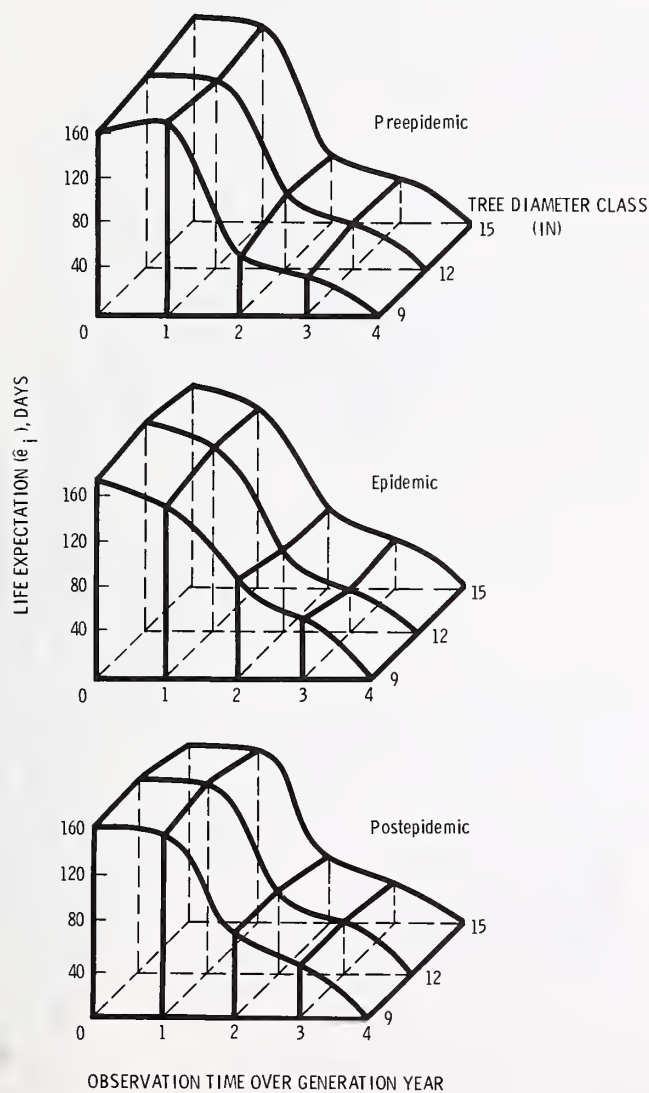 Preepidemic
160
120
80
40
0 1 2 3 4
9
12
15
TREE DIAMETER CLASS
(IN)
LIFE EXPECTATION (ê i), DAYS
Epidemic
160
120
80
40
0 1 2 3 4
9
12
15
Postepidemic
160
120
80
40
0 1 2 3 4
9
12
15
OBSERVATION TIME OVER GENERATION YEAR